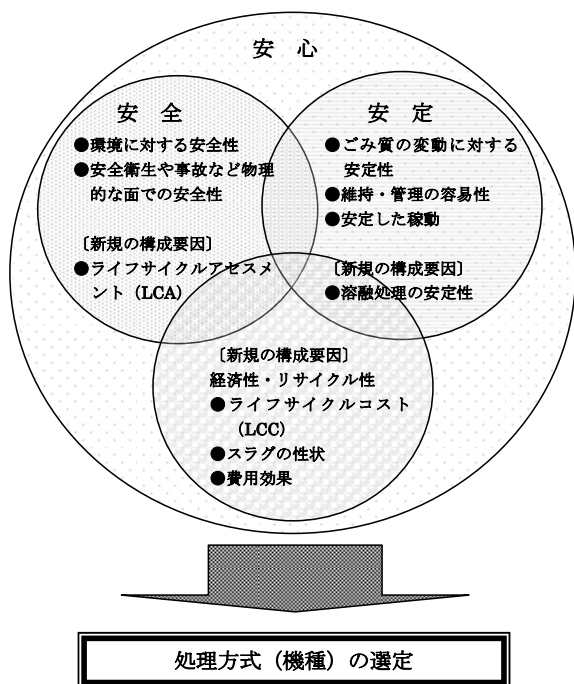 安　心
安　全
●環境に対する安全性
●安全衛生や事故など物理
的な面での安全性
〔新規の構成要因〕
●ライフサイクルアセスメ
ント（LCA）
安　定
●ごみ質の変動に対する
安定性
●維持・管理の容易性
●安定した稼動
〔新規の構成要因〕
●溶融処理の安定性
〔新規の構成要因〕
経済性・リサイクル性
●ライフサイクルコスト
（LCC）
●スラグの性状
●費用効果
処理方式（機種）の選定